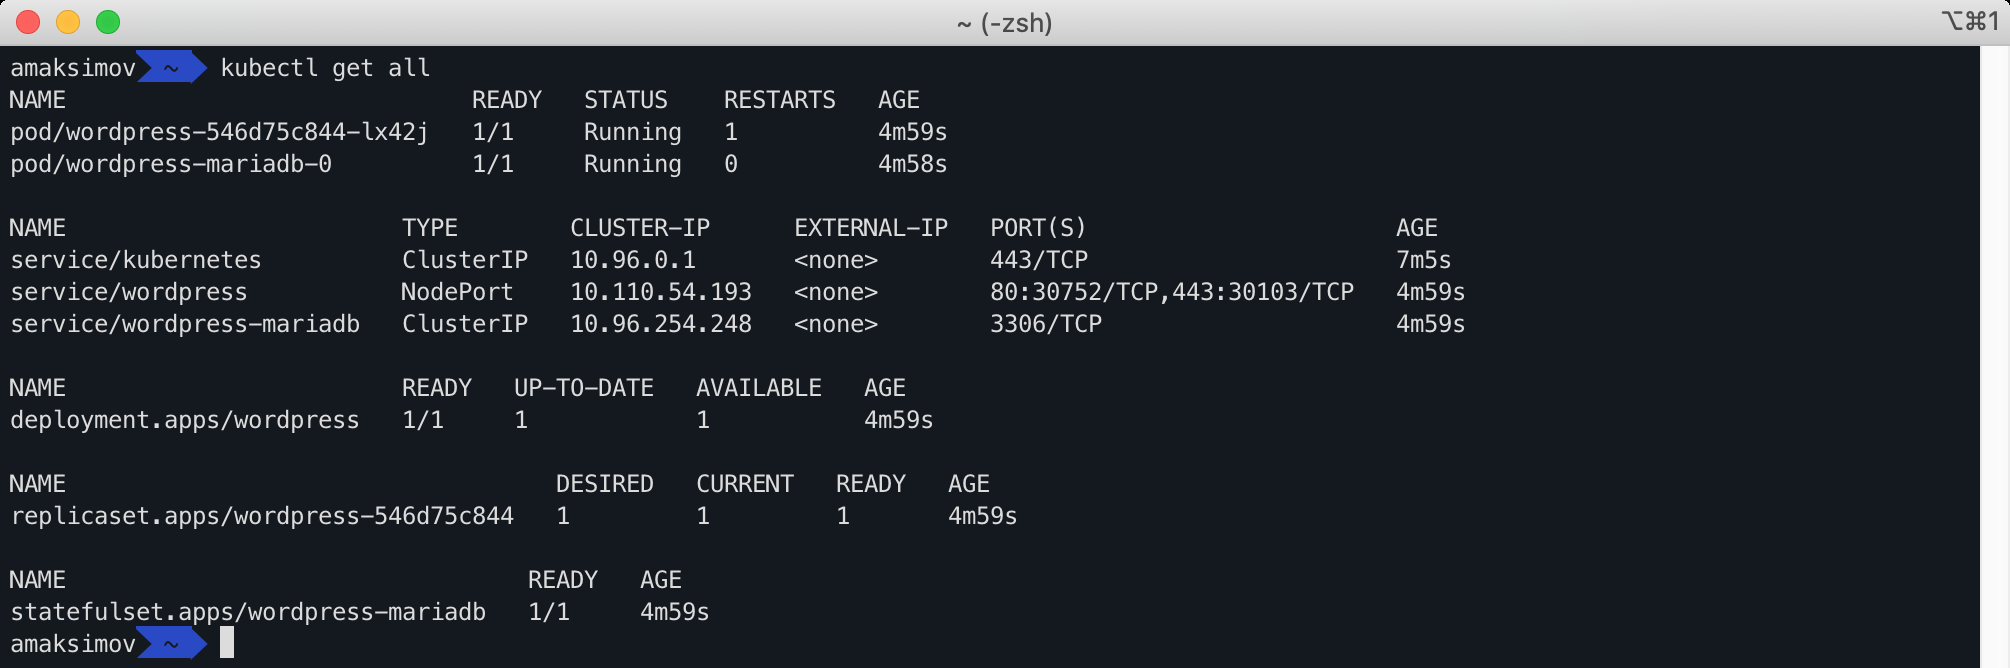 ~ (-zsh)
⌥⌘1
amaksimov ~ kubectl get all
NAME READY STATUS RESTARTS AGE
pod/wordpress-546d75c844-lx42j 1/1 Running 1 4m59s
pod/wordpress-mariadb-0 1/1 Running 0 4m58s
NAME TYPE CLUSTER-IP EXTERNAL-IP PORT(S) AGE
service/kubernetes ClusterIP 10.96.0.1 <none> 443/TCP 7m5s
service/wordpress NodePort 10.110.54.193 <none> 80:30752/TCP,443:30103/TCP 4m59s
service/wordpress-mariadb ClusterIP 10.96.254.248 <none> 3306/TCP 4m59s
NAME READY UP-TO-DATE AVAILABLE AGE
deployment.apps/wordpress 1/1 1 1 4m59s
NAME DESIRED CURRENT READY AGE
replicaset.apps/wordpress-546d75c844 1 1 1 4m59s
NAME READY AGE
statefulset.apps/wordpress-mariadb 1/1 4m59s
amaksimov ~